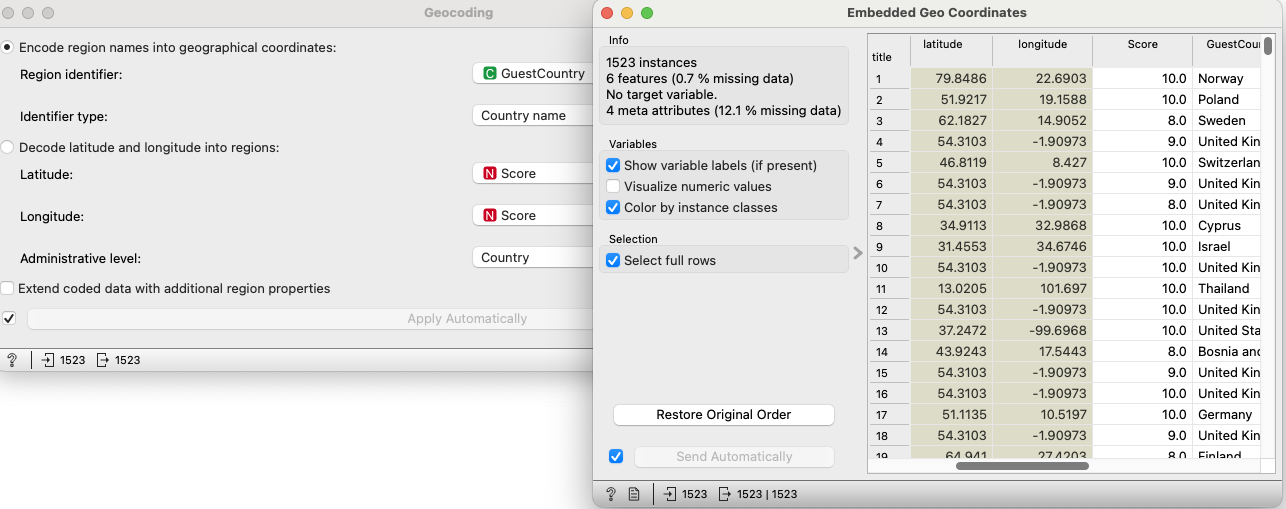 Geocoding
Encode region names into geographical coordinates:
Region identifier:
C GuestCountry
Identifier type:
Country name
Decode latitude and longitude into regions:
Latitude:
N Score
Longitude:
N Score
Administrative level:
Country
Extend coded data with additional region properties
Apply Automatically
? 1523 1523
Embedded Geo Coordinates
Info
1523 instances
6 features (0.7 % missing data)
No target variable.
4 meta attributes (12.1 % missing data)
Variables
Show variable labels (if present)
Visualize numeric values
Color by instance classes
Selection
Select full rows
Restore Original Order
Send Automatically
? 1523 1523 | 1523
title latitude longitude Score GuestCou
1 79.8486 22.6903 10.0 Norway
2 51.9217 19.1588 10.0 Poland
3 62.1827 14.9052 8.0 Sweden
4 54.3103 -1.90973 9.0 United Kin
5 46.8119 8.427 10.0 Switzerlan
6 54.3103 -1.90973 9.0 United Kin
7 54.3103 -1.90973 8.0 United Kin
8 34.9113 32.9868 10.0 Cyprus
9 31.4553 34.6746 10.0 Israel
10 54.3103 -1.90973 10.0 United Kin
11 13.0205 101.697 10.0 Thailand
12 54.3103 -1.90973 10.0 United Kin
13 37.2472 -99.6968 10.0 United Sta
14 43.9243 17.5443 8.0 Bosnia and
15 54.3103 -1.90973 9.0 United Kin
16 54.3103 -1.90973 10.0 United Kin
17 51.1135 10.5197 10.0 Germany
18 54.3103 -1.90973 9.0 United Kin
19 64.941 27.4203 8.0 Finland